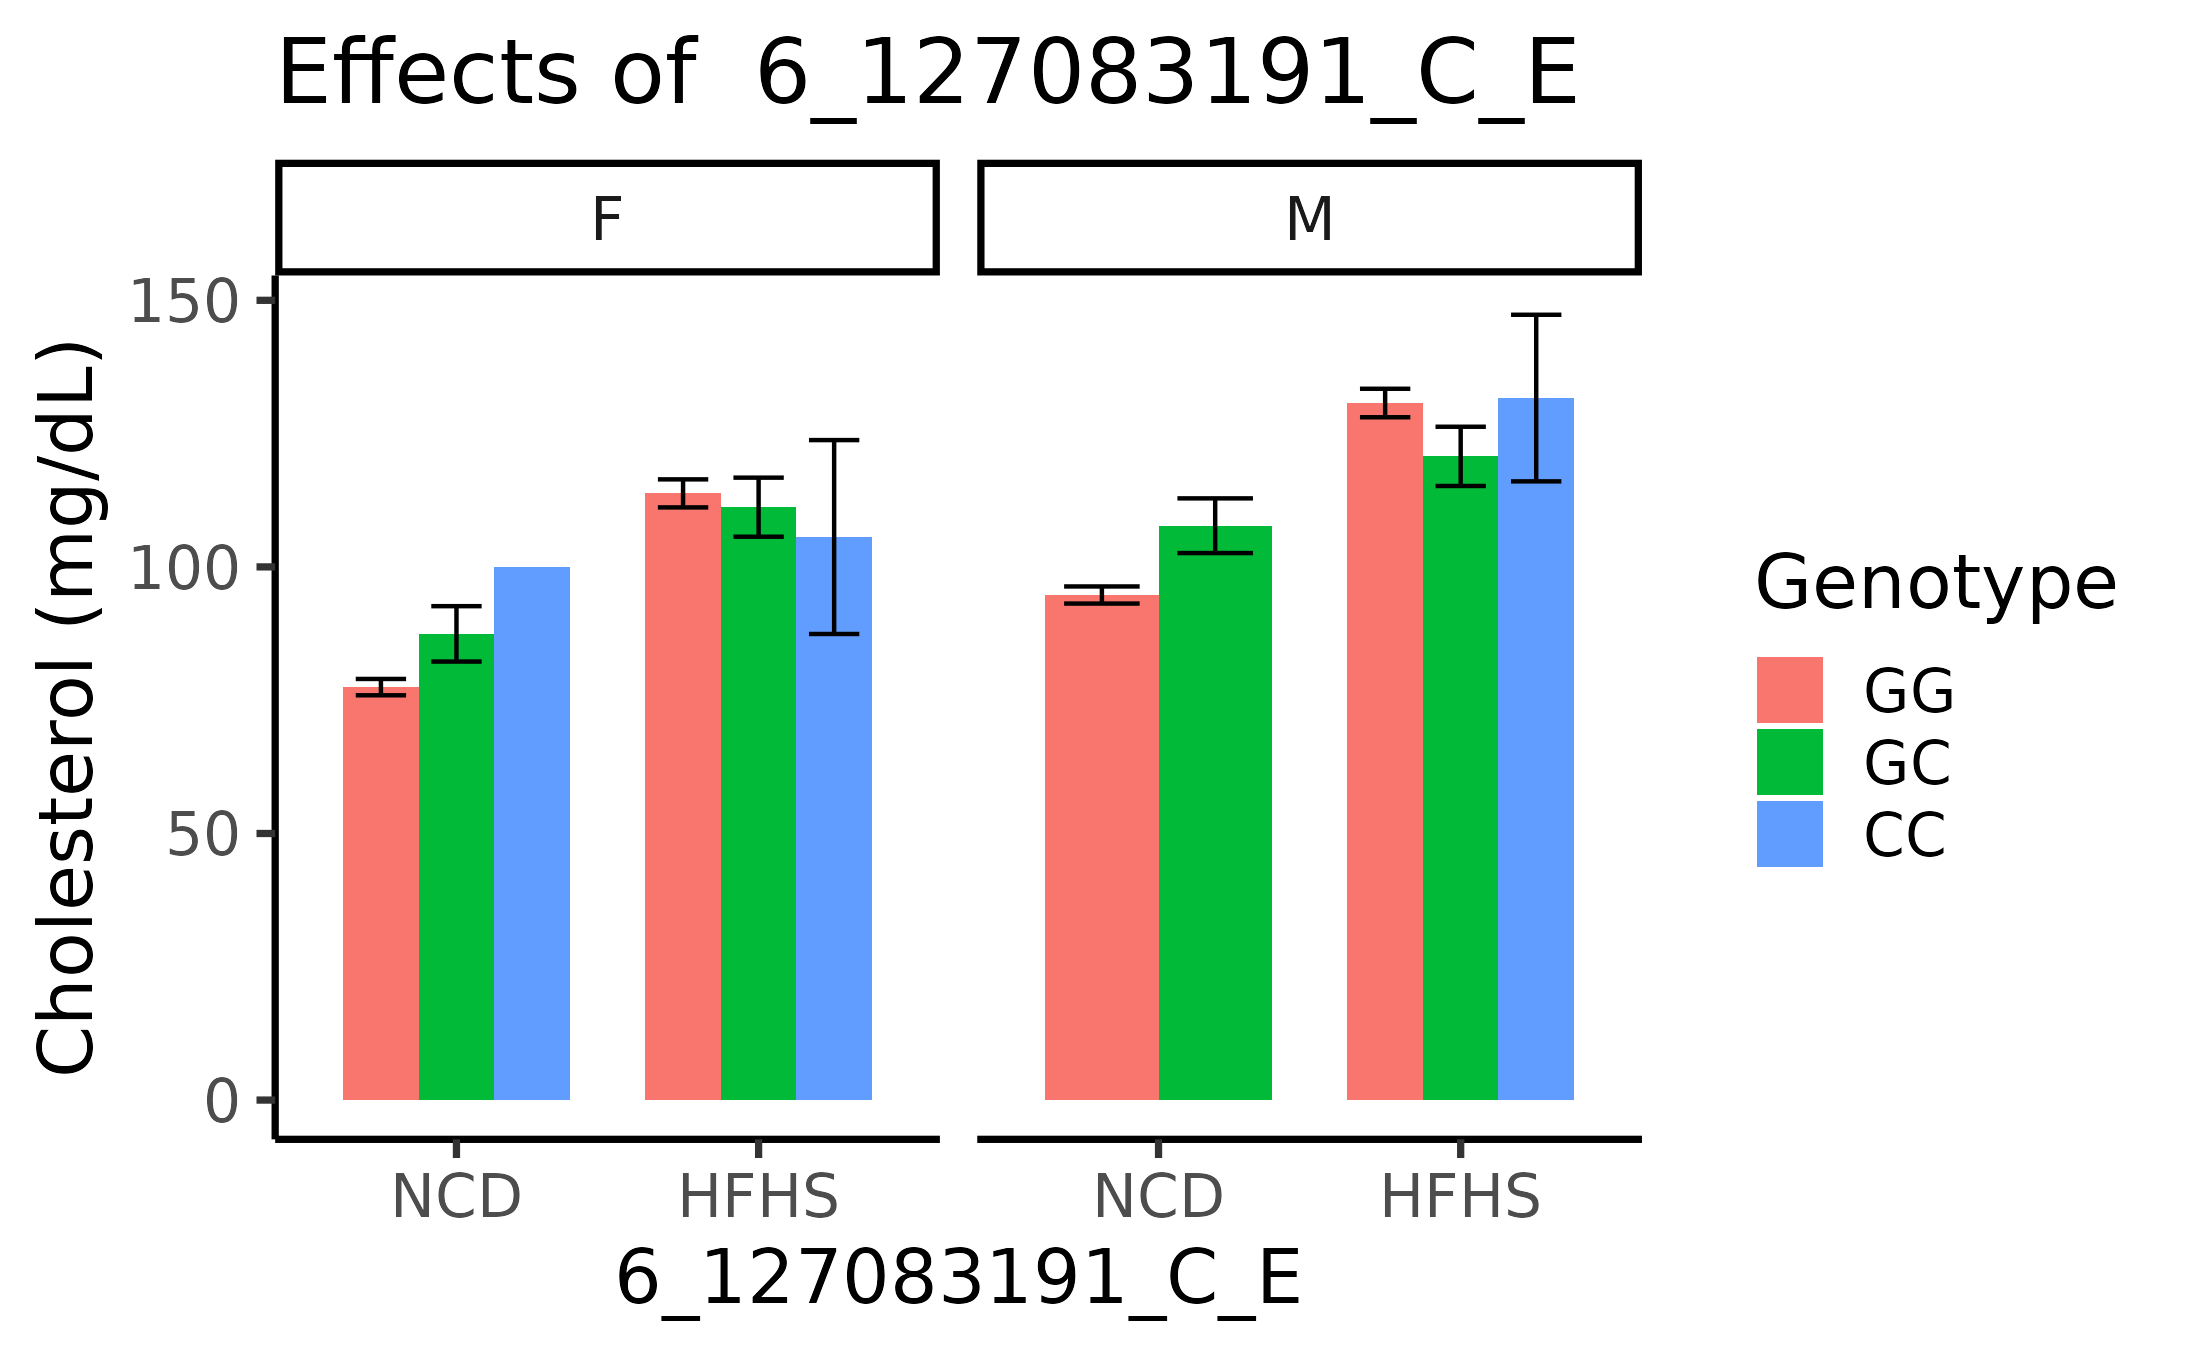 Effects of  6_127083191_C_E
F
M
Cholesterol (mg/dL)
150
100
50
0
NCD
HFHS
NCD
HFHS
6_127083191_C_E
Genotype
GG
GC
CC